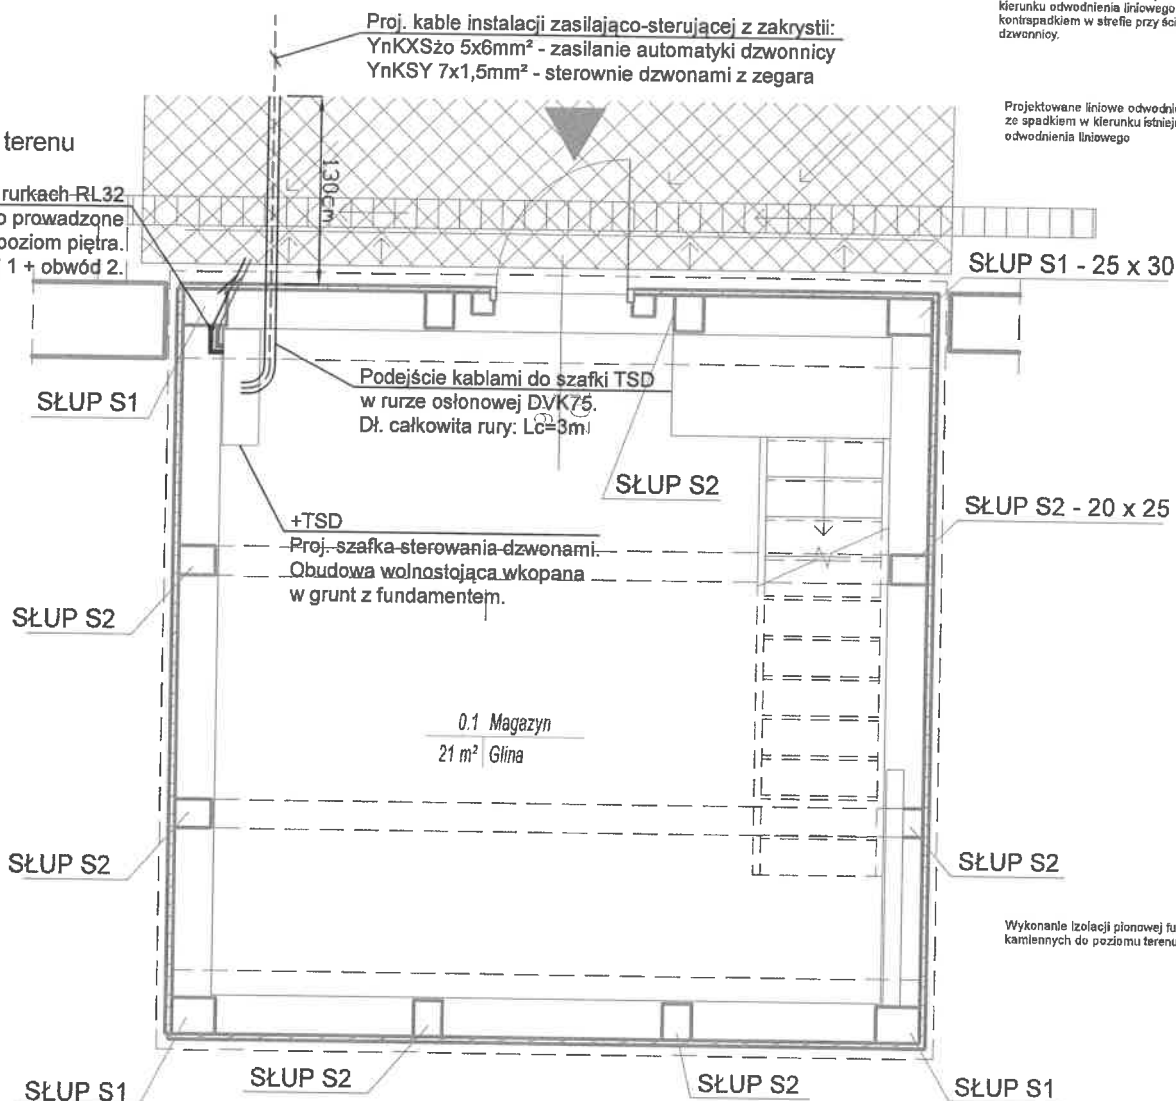 kierunku odwodnienia liniowego
kontrspadkiem w strefie przy
dzwonnicy.
Proj. kable instalacji zasilająco-sterującej z zakrystii:
YnKXSżo 5x6mm² - zasilanie automatyki dzwonnicy
YnKSY 7x1,5mm² - sterownie dzwonami z zegara
Projektowane liniowe
ze spadkiem w kierunku
odwodnienia liniowego
terenu
130cm
rurkach RL32
prowadzone
poziom piętra.
1 + obwód 2.
SŁUP S1 - 25 x 30
Podejście kablami do szafki TSD
w rurze osłonowej DVK75.
Dł. całkowita rury: Lc=3m
SŁUP S1
SŁUP S2
SŁUP S2 - 20 x 25
+TSD
Proj. szafka sterowania dzwonami.
Obudowa wolnostojąca wkopana
w grunt z fundamentem.
SŁUP S2
0.1 Magazyn
21 m² Glina
SŁUP S2
SŁUP S2
Wykonanie izolacji pionowej
kamiennych do poziomu terenu
SŁUP S1
SŁUP S2
SŁUP S2
SŁUP S1